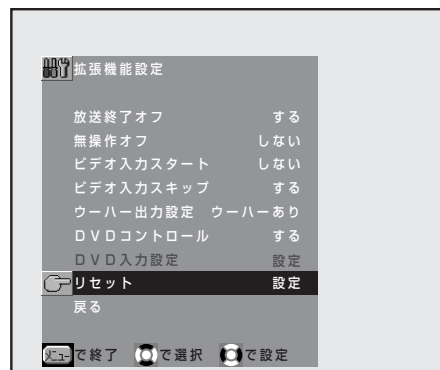 拡張機能設定
放送終了オフ する
無操作オフ しない
ビデオ入力スタート しない
ビデオ入力スキップ する
ウーハー出力設定 ウーハーあり
DVDコントロール する
DVD入力設定 設定
リセット 設定
戻る
メニューで終了 で選択 で設定